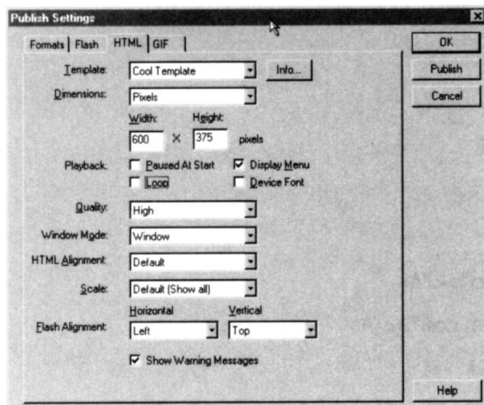 Publish Settings
Formats Flash HTML GIF
OK
Template: Cool Template Info...
Publish
Dimensions: Pixels
Cancel
Width: Height:
600 X 375 pixels
Playback: Paused At Start Display Menu
Loop Device Font
Quality: High
Window Mode: Window
HTML Alignment: Default
Scale: Default (Show all)
Horizontal Vertical
Flash Alignment: Left Top
Show Warning Messages
Help